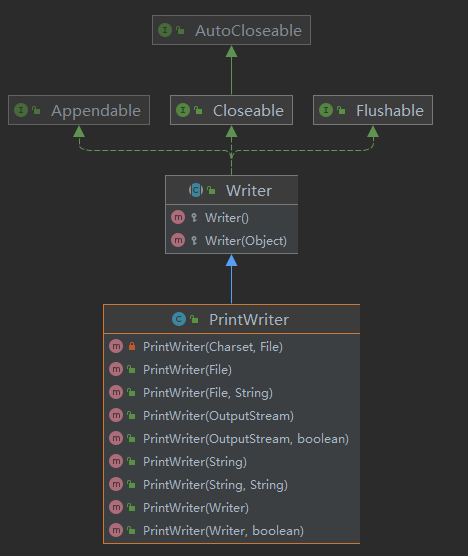 AutoCloseable
Appendable
Closeable
Flushable
Writer
Writer()
Writer(Object)
PrintWriter
PrintWriter(Charset, File)
PrintWriter(File)
PrintWriter(File, String)
PrintWriter(OutputStream)
PrintWriter(OutputStream, boolean)
PrintWriter(String)
PrintWriter(String, String)
PrintWriter(Writer)
PrintWriter(Writer, boolean)